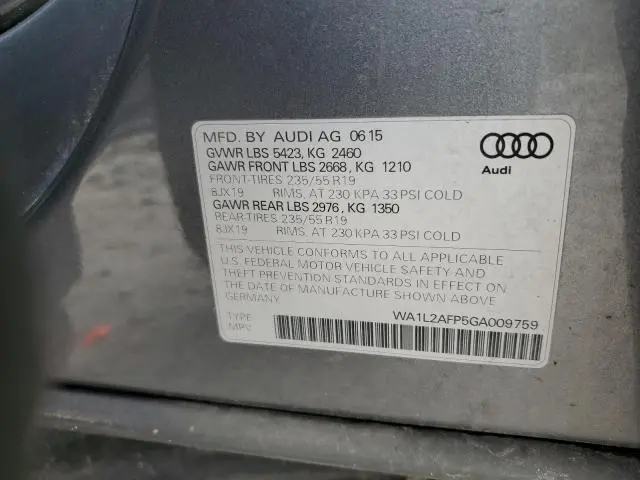 MFD. BY AUDI AG 06 15
GVWR LBS 5423, KG 2460
GAWR FRONT LBS 2668, KG 1210
FRONT-TIRES 235/55 R19
8JX19 RIMS, AT 230 KPA 33 PSI COLD
GAWR REAR LBS 2976, KG 1350
REAR-TIRES 235/55 R19
8JX19 RIMS, AT 230 KPA 33 PSI COLD
Audi
THIS VEHICLE CONFORMS TO ALL APPLICABLE
U.S. FEDERAL MOTOR VEHICLE SAFETY AND
THEFT PREVENTION STANDARDS IN EFFECT ON
THE DATE OF MANUFACTURE SHOWN ABOVE
GERMANY
WA1L2AFP5GA009759
TYPE:
MPV